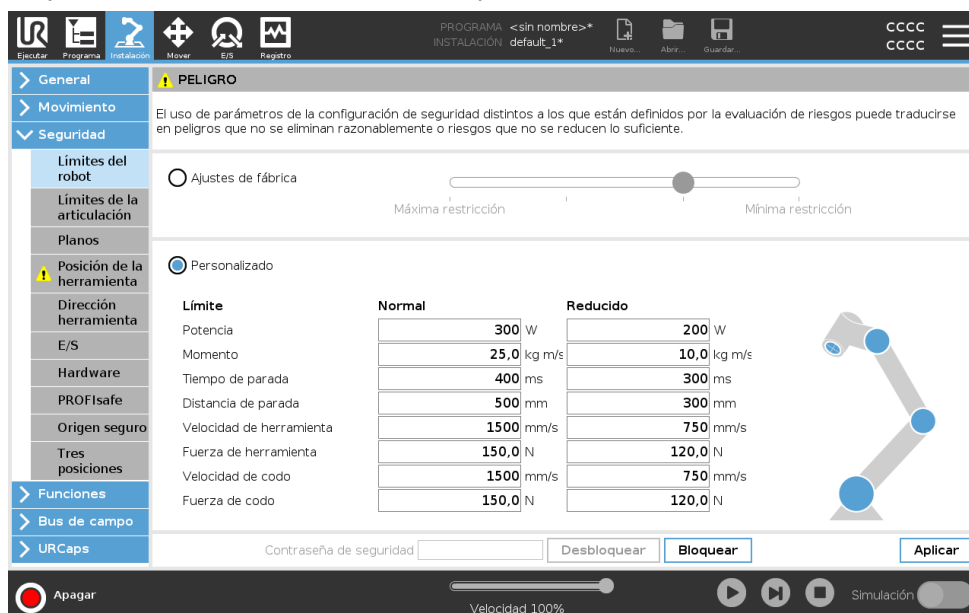 UR
PROGRAMA <sin nombre>*
INSTALACIÓN default_1*
Ejecutar Programa Instalación Mover E/S Registro
Nuevo... Abrir... Guardar...
CCCC
CCCC
General
Movimiento
Seguridad
Límites del
robot
Límites de la
articulación
Planos
Posición de la
herramienta
Dirección
herramienta
E/S
Hardware
PROFIsafe
Origen seguro
Tres
posiciones
Funciones
Bus de campo
URCaps
PELIGRO
El uso de parámetros de la configuración de seguridad distintos a los que están definidos por la evaluación de riesgos puede traducirse
en peligros que no se eliminan razonablemente o riesgos que no se reducen lo suficiente.
Ajustes de fábrica
Máxima restricción Mínima restricción
Personalizado
Límite Normal Reducido
Potencia 300 W 200 W
Momento 25,0 kg m/s 10,0 kg m/s
Tiempo de parada 400 ms 300 ms
Distancia de parada 500 mm 300 mm
Velocidad de herramienta 1500 mm/s 750 mm/s
Fuerza de herramienta 150,0 N 120,0 N
Velocidad de codo 1500 mm/s 750 mm/s
Fuerza de codo 150,0 N 120,0 N
Contraseña de seguridad Desbloquear Bloquear Aplicar
Apagar
Velocidad 100%
Simulación